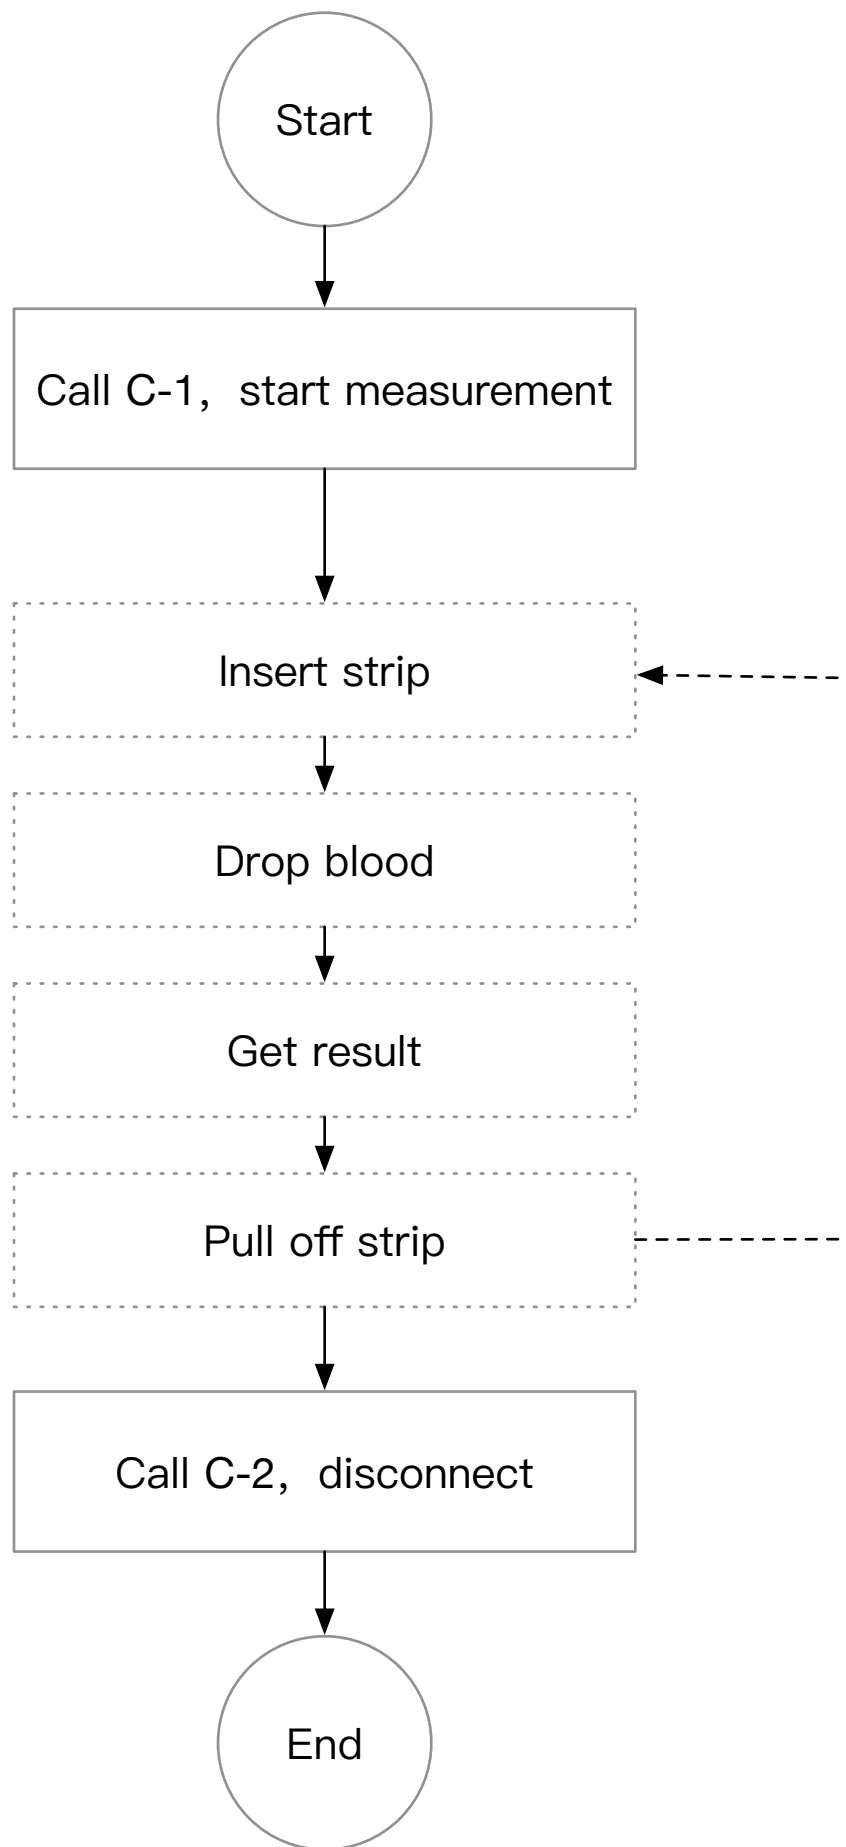 Start
Call C-1，start measurement
Insert strip
Drop blood
Get result
Pull off strip
Call C-2，disconnect
End